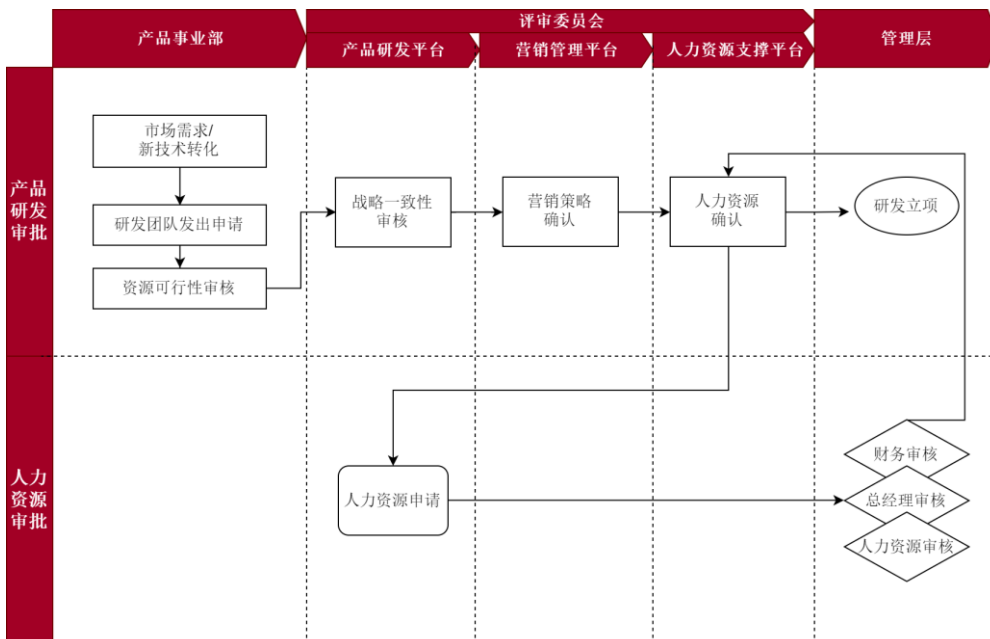 评审委员会
产品事业部
产品研发平台
营销管理平台
人力资源支撑平台
管理层
产品
研发
审批
市场需求/
新技术转化
研发团队发出申请
资源可行性审核
战略一致性
审核
营销策略
确认
人力资源
确认
研发立项
人力
资源
审批
人力资源申请
财务审核
总经理审核
人力资源审核